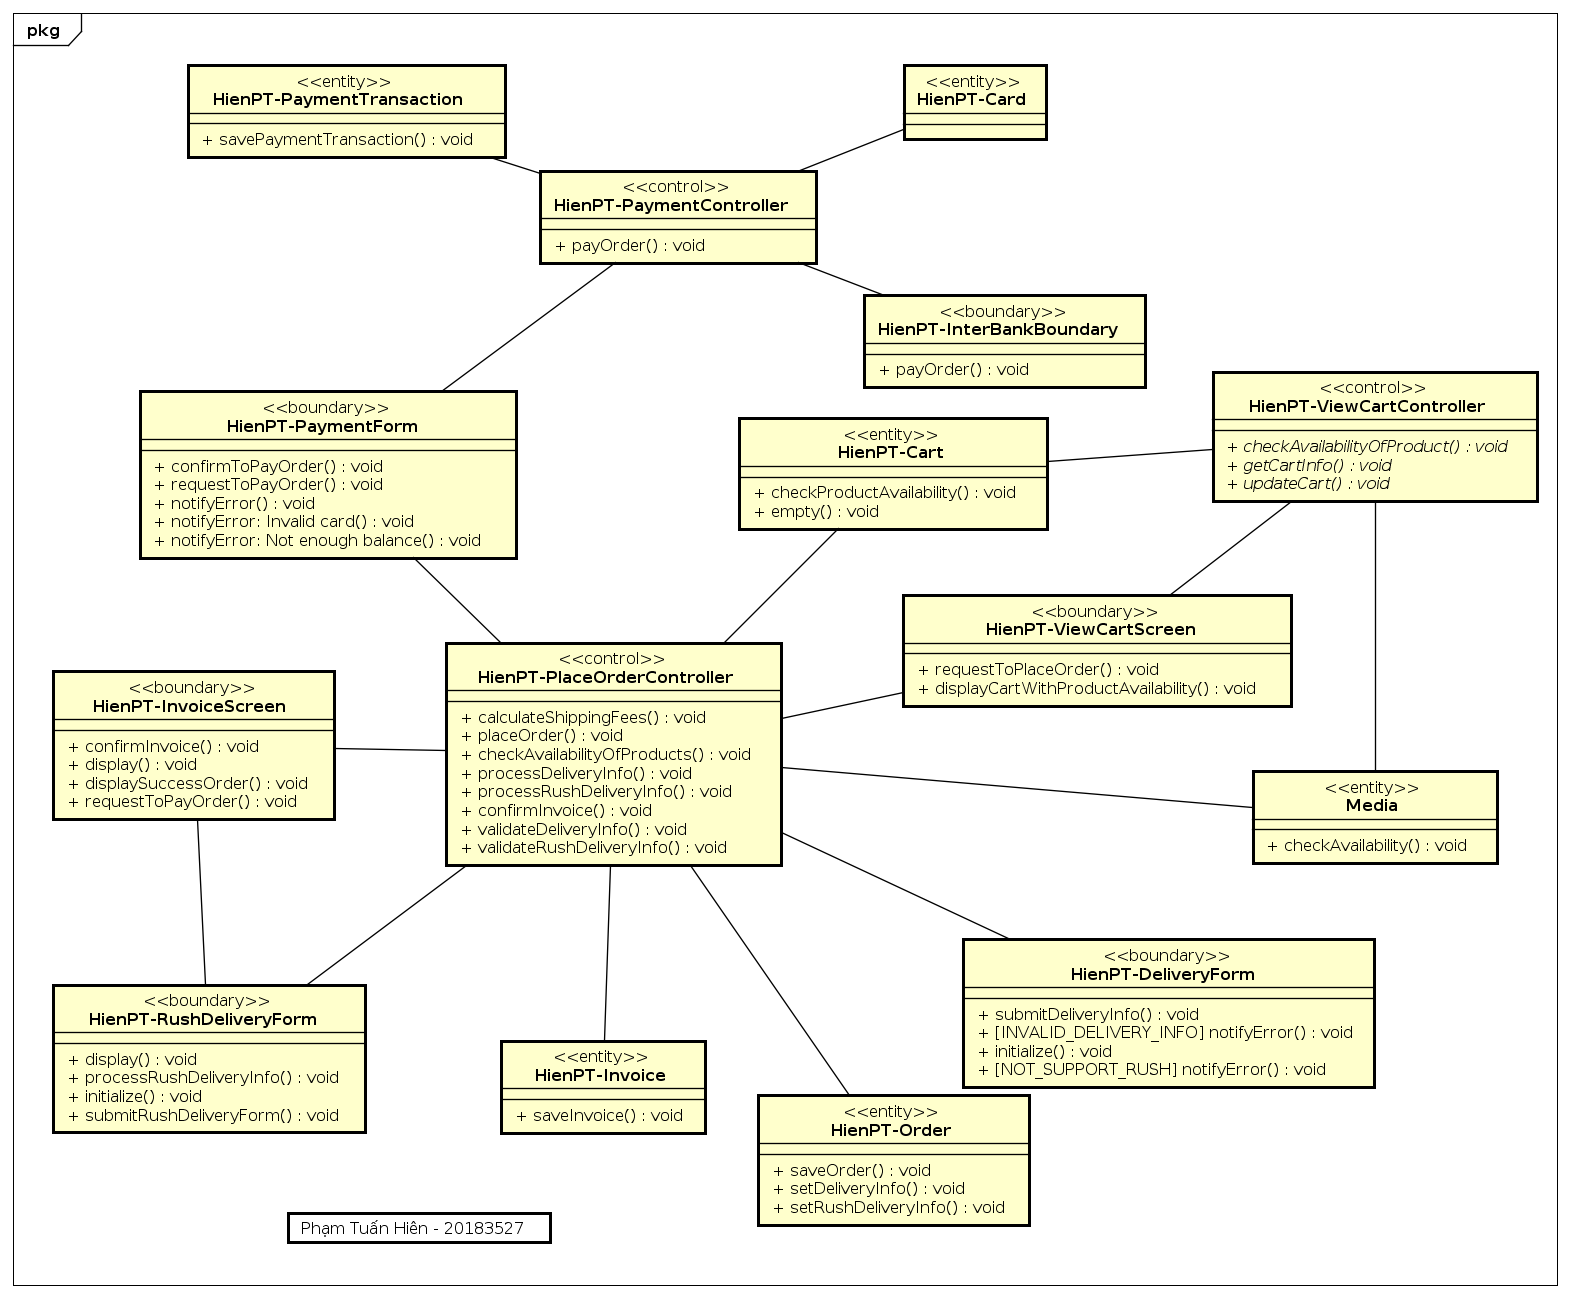 pkg
<<entity>>
HienPT-PaymentTransaction
+ savePaymentTransaction() : void
<<entity>>
HienPT-Card
<<control>>
HienPT-PaymentController
+ payOrder() : void
<<boundary>>
HienPT-InterBankBoundary
+ payOrder() : void
<<boundary>>
HienPT-PaymentForm
+ confirmToPayOrder() : void
+ requestToPayOrder() : void
+ notifyError() : void
+ notifyError: Invalid card() : void
+ notifyError: Not enough balance() : void
<<entity>>
HienPT-Cart
+ checkProductAvailability() : void
+ empty() : void
<<control>>
HienPT-ViewCartController
+ checkAvailabilityOfProduct() : void
+ getCartInfo() : void
+ updateCart() : void
<<boundary>>
HienPT-ViewCartScreen
+ requestToPlaceOrder() : void
+ displayCartWithProductAvailability() : void
<<control>>
HienPT-PlaceOrderController
+ calculateShippingFees() : void
+ placeOrder() : void
+ checkAvailabilityOfProducts() : void
+ processDeliveryInfo() : void
+ processRushDeliveryInfo() : void
+ confirmInvoice() : void
+ validateDeliveryInfo() : void
+ validateRushDeliveryInfo() : void
<<boundary>>
HienPT-InvoiceScreen
+ confirmInvoice() : void
+ display() : void
+ displaySuccessOrder() : void
+ requestToPayOrder() : void
<<entity>>
Media
+ checkAvailability() : void
<<boundary>>
HienPT-DeliveryForm
+ submitDeliveryInfo() : void
+ [INVALID_DELIVERY_INFO] notifyError() : void
+ initialize() : void
+ [NOT_SUPPORT_RUSH] notifyError() : void
<<boundary>>
HienPT-RushDeliveryForm
+ display() : void
+ processRushDeliveryInfo() : void
+ initialize() : void
+ submitRushDeliveryForm() : void
<<entity>>
HienPT-Invoice
+ saveInvoice() : void
<<entity>>
HienPT-Order
+ saveOrder() : void
+ setDeliveryInfo() : void
+ setRushDeliveryInfo() : void
Phạm Tuấn Hiên - 20183527